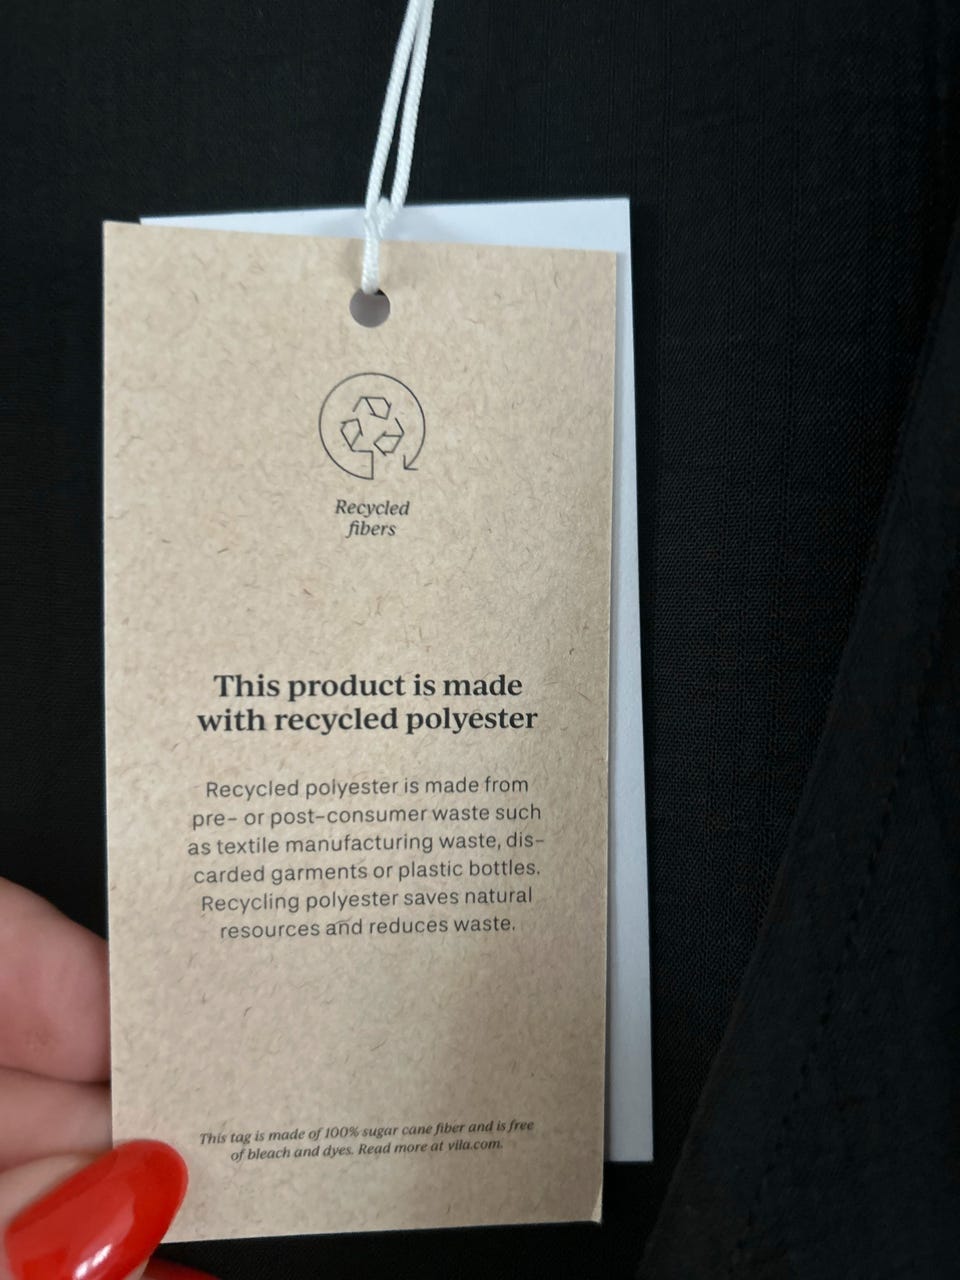 Recycled
fibers
This product is made
with recycled polyester
Recycled polyester is made from
pre- or post-consumer waste such
as textile manufacturing waste, dis-
carded garments or plastic bottles.
Recycling polyester saves natural
resources and reduces waste.
This tag is made of 100% sugar cane fiber and is free
of bleach and dyes. Read more at vila.com.